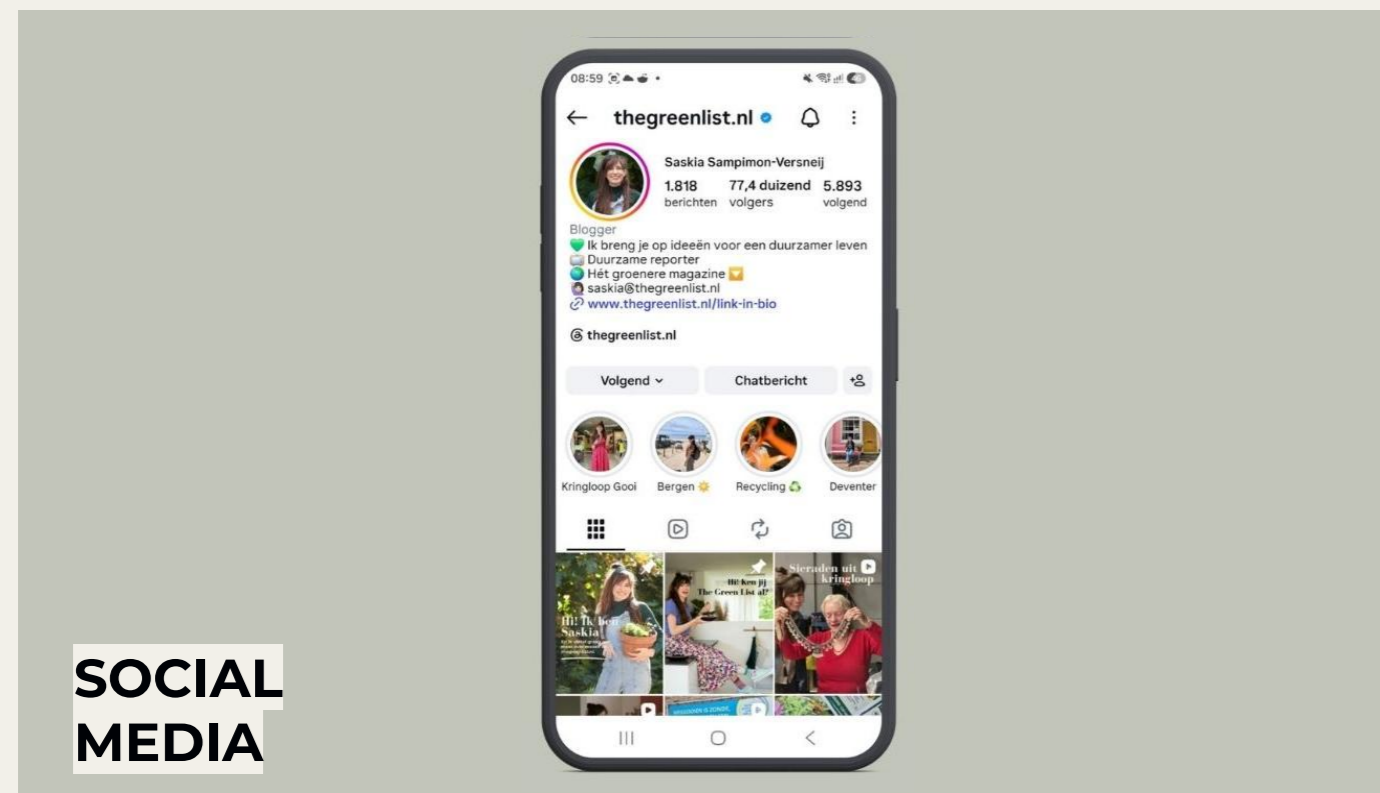 08:59
thegreenlist.nl
Saskia Sampimon-Versneij
1.818 77,4 duizend 5.893
berichten volgers volgend
Blogger
Ik breng je op ideeën voor een duurzamer leven
Duurzame reporter
Hét groenere magazine
saskia@thegreenlist.nl
www.thegreenlist.nl/link-in-bio
thegreenlist.nl
Volgend
Chatbericht
Kringloop Gooi
Bergen
Recycling
Deventer
Hi! Ik ben
Saskia
Hi! Ken jij
The Green List al?
Sieraden uit
kringloop
SOCIAL
MEDIA